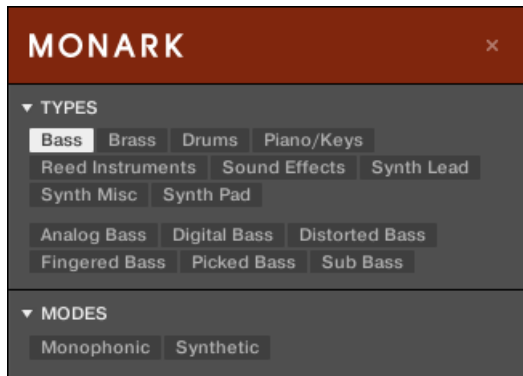 MONARK ×
▼ TYPES
Bass Brass Drums Piano/Keys
Reed Instruments Sound Effects Synth Lead
Synth Misc Synth Pad
Analog Bass Digital Bass Distorted Bass
Fingered Bass Picked Bass Sub Bass
▼ MODES
Monophonic Synthetic